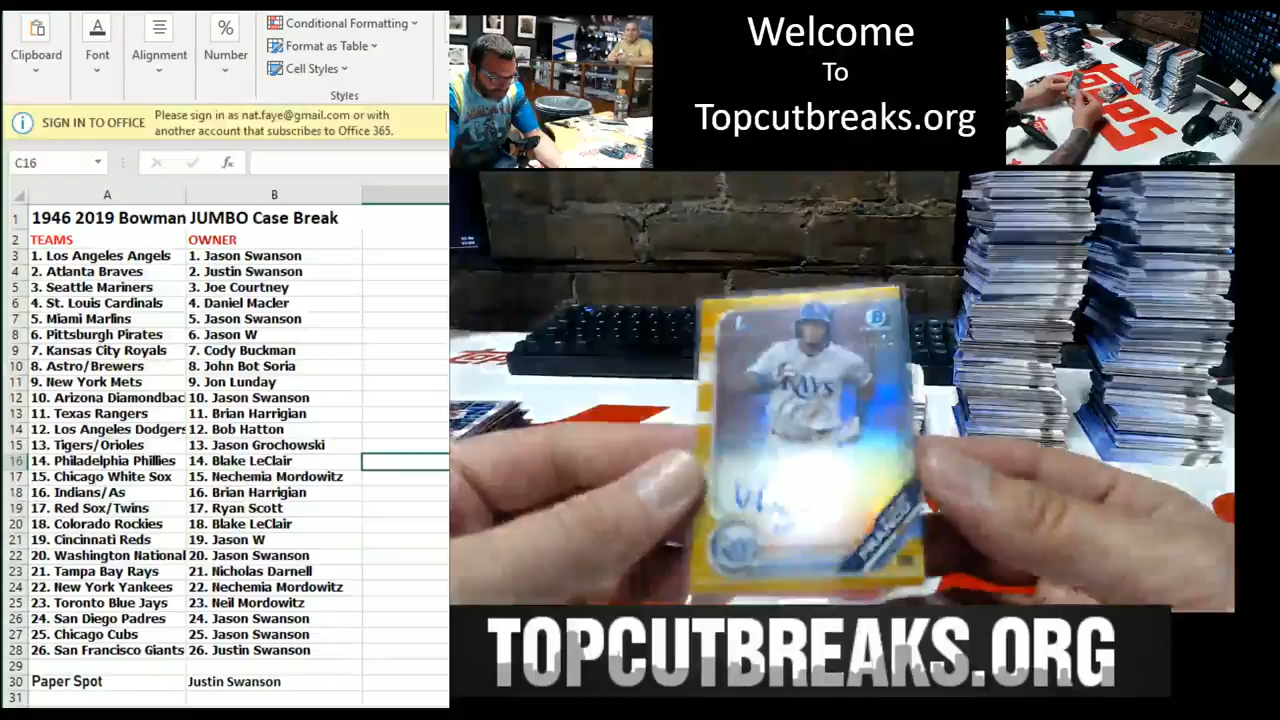 Clipboard
Font
Alignment
%
Number
Conditional Formatting
Format as Table
Cell Styles
Styles
SIGN IN TO OFFICE
Please sign in as nat.faye@gmail.com or with
another account that subscribes to Office 365.
C16
fx
A B
1 1946 2019 Bowman JUMBO Case Break
2 TEAMS OWNER
3 1. Los Angeles Angels 1. Jason Swanson
4 2. Atlanta Braves 2. Justin Swanson
5 3. Seattle Mariners 3. Joe Courtney
6 4. St. Louis Cardinals 4. Daniel Macler
7 5. Miami Marlins 5. Jason Swanson
8 6. Pittsburgh Pirates 6. Jason W
9 7. Kansas City Royals 7. Cody Buckman
10 8. Astro/Brewers 8. John Bot Soria
11 9. New York Mets 9. Jon Lunday
12 10. Arizona Diamondbac 10. Jason Swanson
13 11. Texas Rangers 11. Brian Harrigian
14 12. Los Angeles Dodgers 12. Bob Hatton
15 13. Tigers/Orioles 13. Jason Grochowski
16 14. Philadelphia Phillies 14. Blake LeClair
17 15. Chicago White Sox 15. Nechemia Mordowitz
18 16. Indians/As 16. Brian Harrigian
19 17. Red Sox/Twins 17. Ryan Scott
20 18. Colorado Rockies 18. Blake LeClair
21 19. Cincinnati Reds 19. Jason W
22 20. Washington National 20. Jason Swanson
23 21. Tampa Bay Rays 21. Nicholas Darnell
24 22. New York Yankees 22. Nechemia Mordowitz
25 23. Toronto Blue Jays 23. Neil Mordowitz
26 24. San Diego Padres 24. Jason Swanson
27 25. Chicago Cubs 25. Jason Swanson
28 26. San Francisco Giants 26. Justin Swanson
29
30 Paper Spot Justin Swanson
31
Welcome
To
Topcutbreaks.org
TOPPS
RAYS
TOPCUTBREAKS.ORG